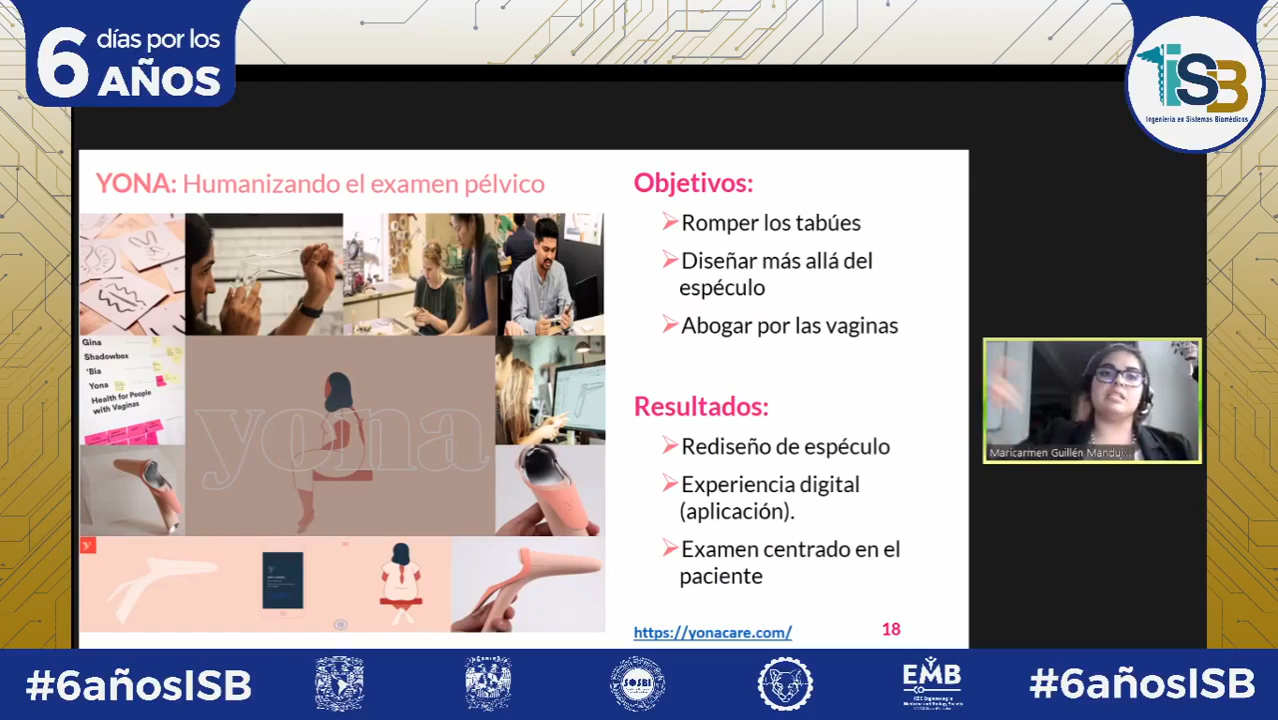 6 días por los
AÑOS
iSB
Ingeniería en Sistemas Biomédicos
YONA: Humanizando el examen pélvico
Gina
Shadowbox
'Bia
Yona
Health for People
with Vaginas
yona
y
Objetivos:
Romper los tabúes
Diseñar más allá del
espéculo
Abogar por las vaginas
Resultados:
Rediseño de espéculo
Experiencia digital
(aplicación).
Examen centrado en el
paciente
https://yonacare.com/
18
Maricarmen Guillén Manduj...
#6añosISB
SOSBI
EMB
#6añosISB